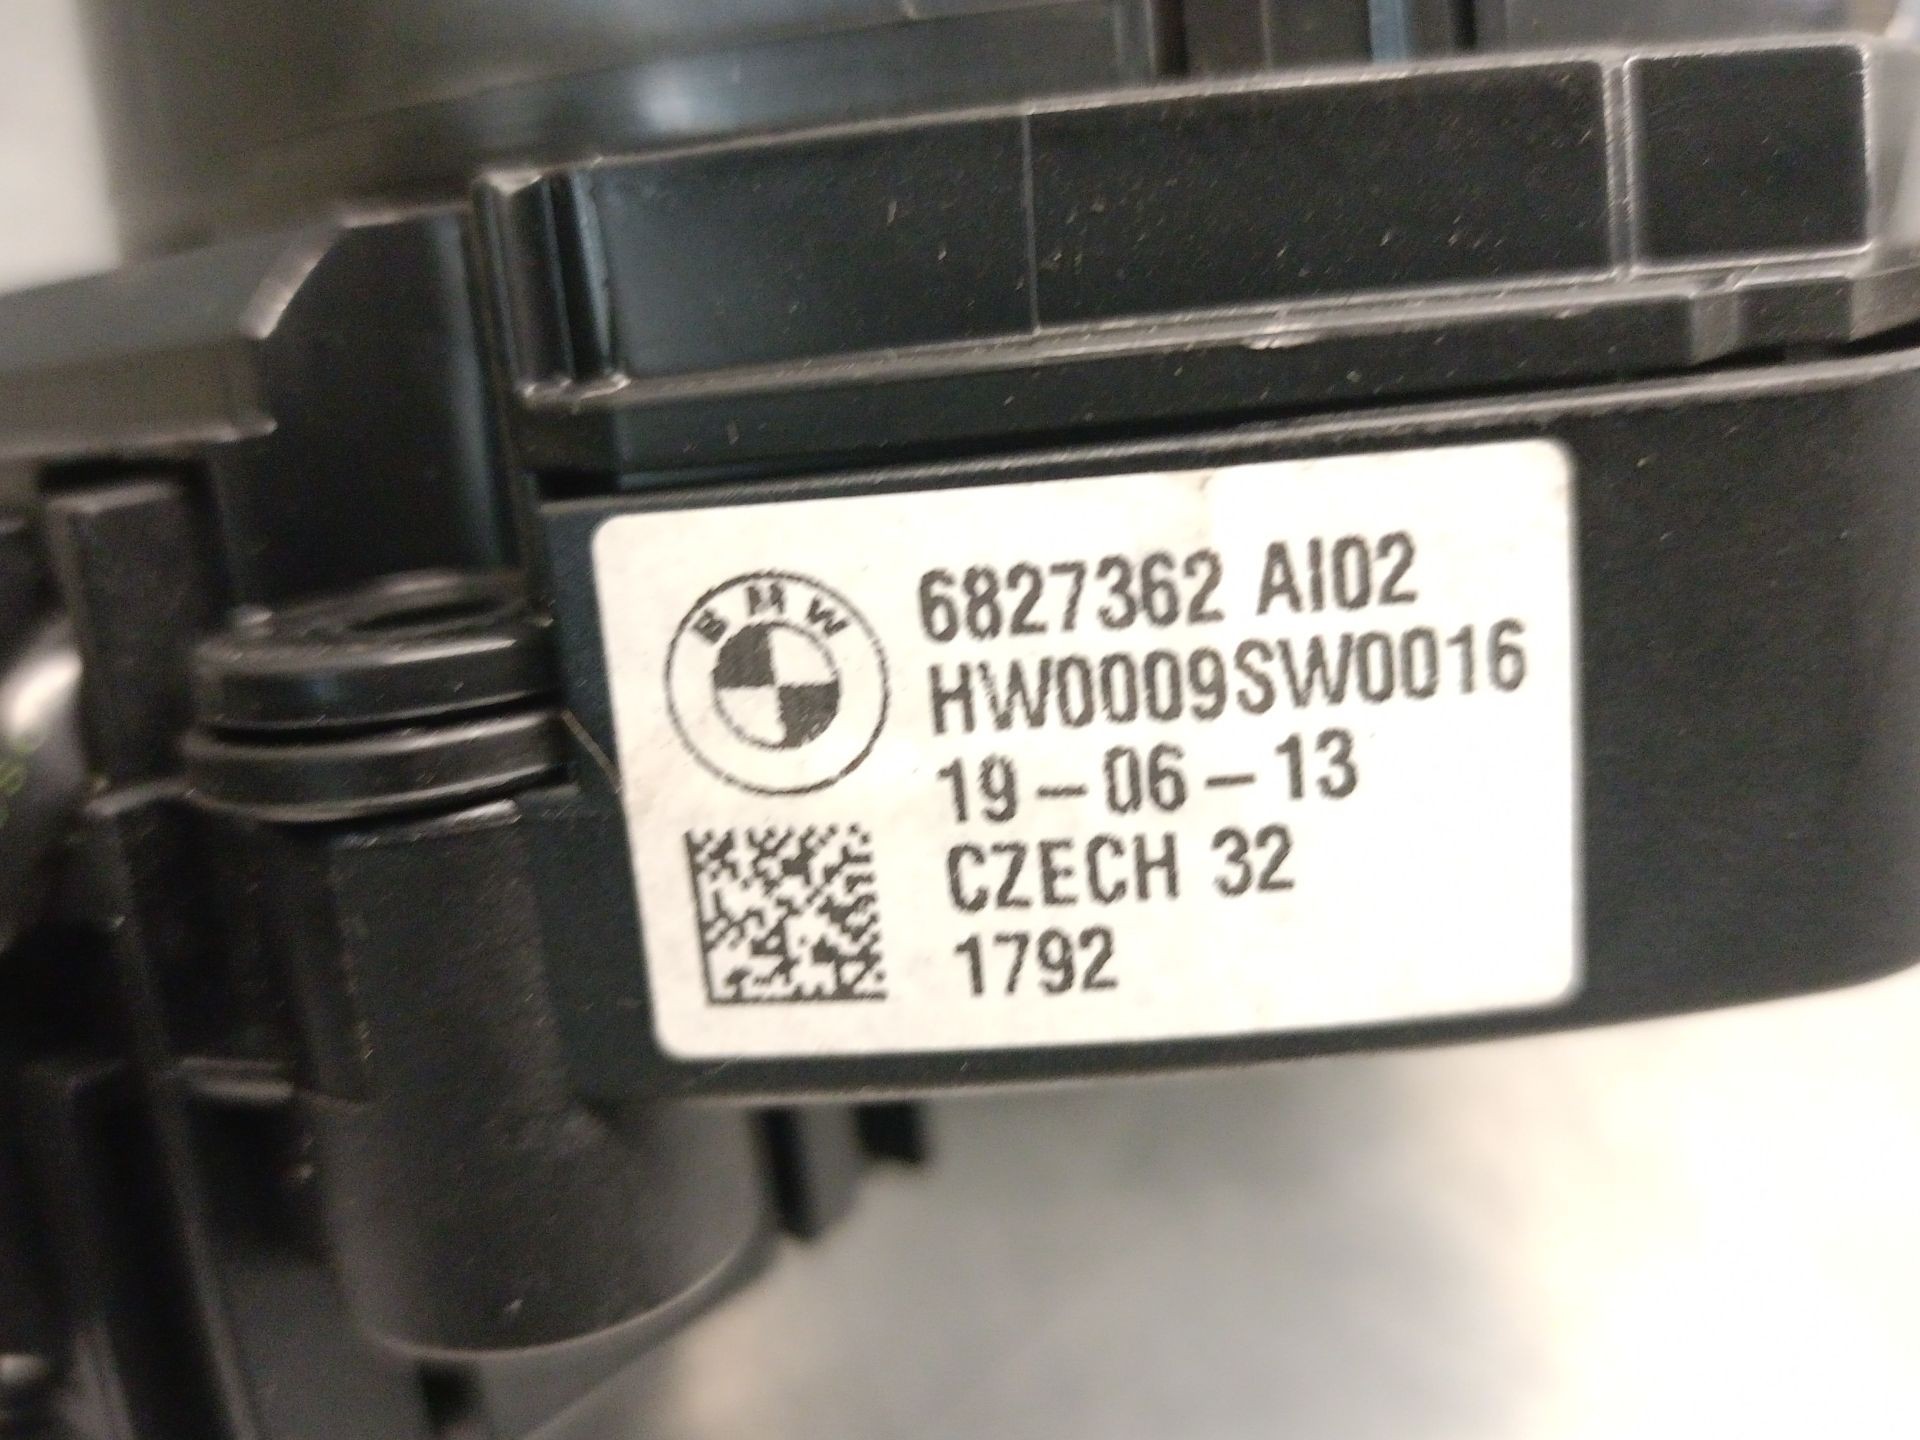 BMW
6827362 AI02
HW0009SW0016
19-06-13
CZECH 32
1792